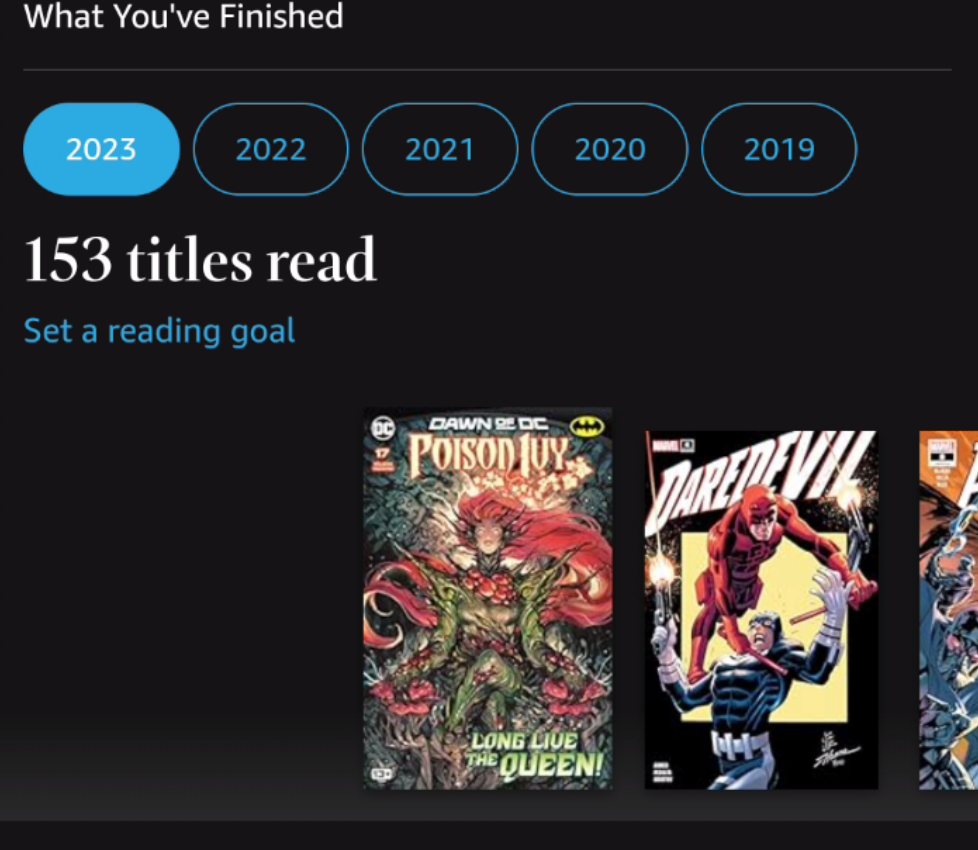 What You've Finished
2023 2022 2021 2020 2019
153 titles read
Set a reading goal
DC
DAWN OF DC
17
POISON IVY
LONG LIVE
THE QUEEN!
MARVEL
DAREDEVIL
MARVEL